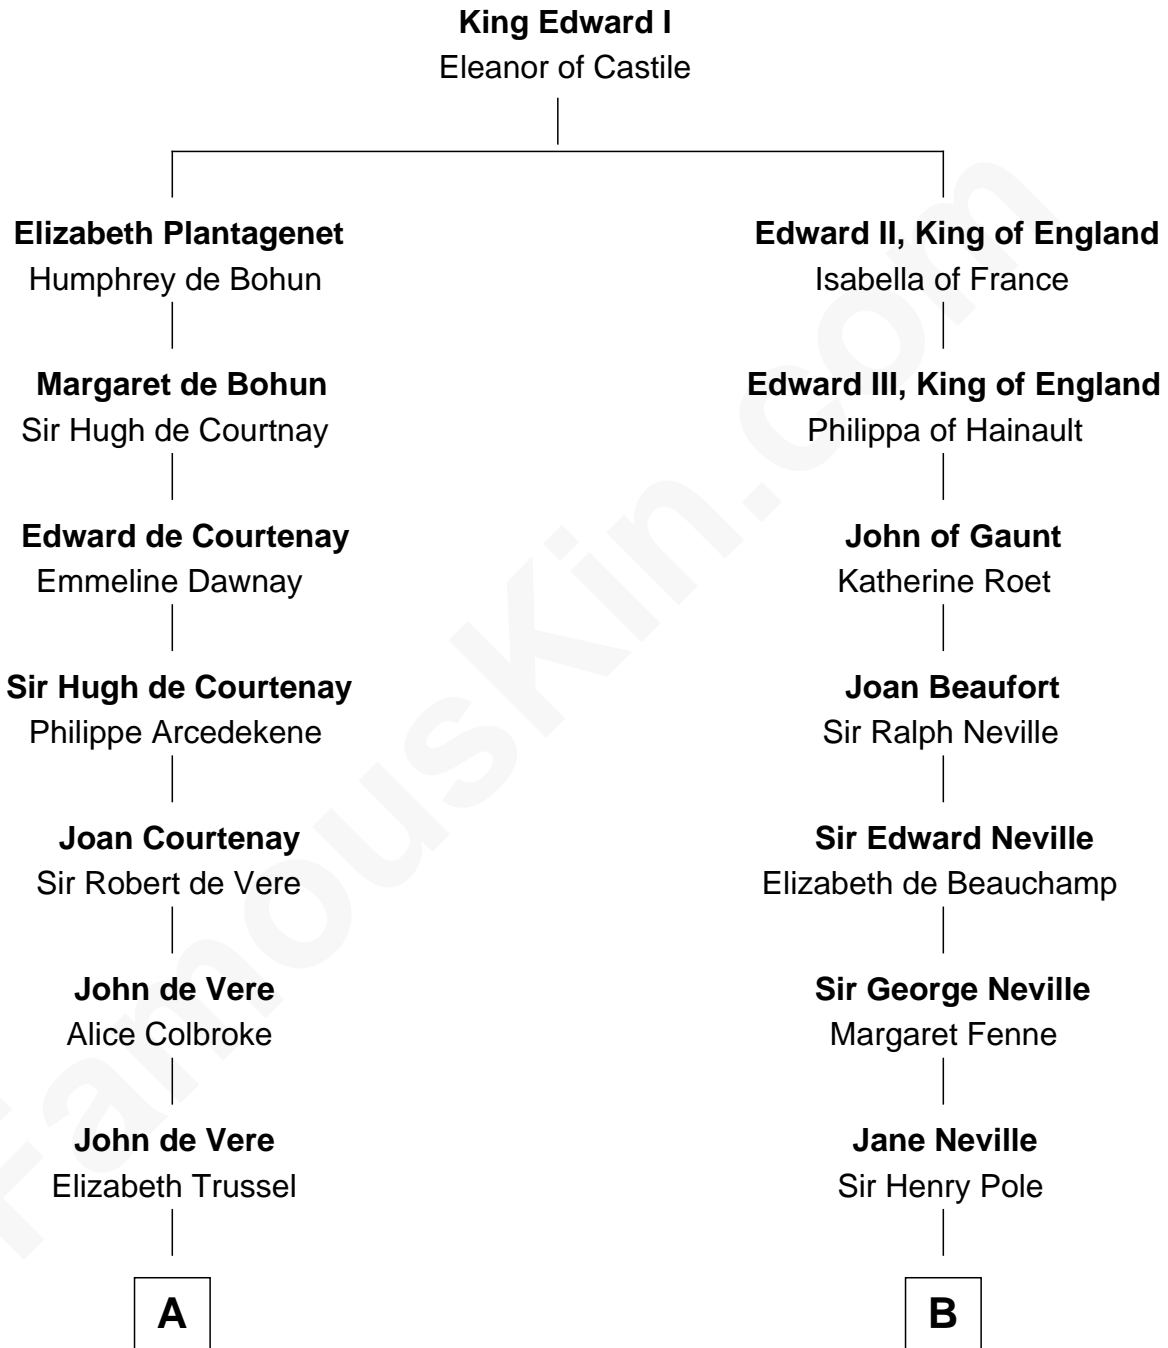 King Edward I
Eleanor of Castile
Elizabeth Plantagenet
Humphrey de Bohun
Edward II, King of England
Isabella of France
Margaret de Bohun
Sir Hugh de Courtnay
Edward III, King of England
Philippa of Hainault
Edward de Courtenay
Emmeline Dawnay
John of Gaunt
Katherine Roet
Sir Hugh de Courtenay
Philippe Arcedekene
Joan Beaufort
Sir Ralph Neville
Joan Courtenay
Sir Robert de Vere
Sir Edward Neville
Elizabeth de Beauchamp
John de Vere
Alice Colbroke
Sir George Neville
Margaret Fenne
John de Vere
Elizabeth Trussel
Jane Neville
Sir Henry Pole
A
B
FamousKin.com